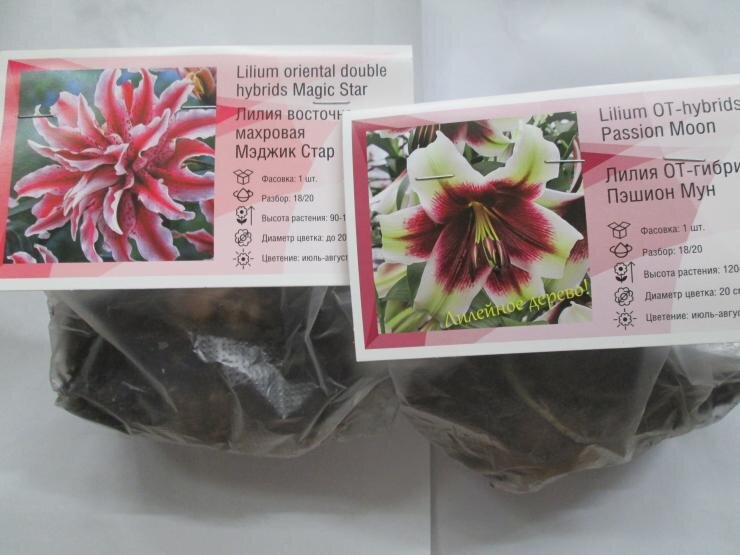 Lilium oriental double
hybrids Magic Star
Лилия восточн
махровая
Мэджик Стар
Фасовка: 1 шт.
Разбор: 18/20
Высота растения: 90-1
Диаметр цветка: до 20
Цветение: июль-август
Lilium OT-hybrids
Passion Moon
Лилия ОТ-гибри
Пэшион Мун
Фасовка: 1 шт.
Разбор: 18/20
Высота растения: 120-
Диаметр цветка: 20 см
Цветение: июль-авгус
Лилейное дерево!